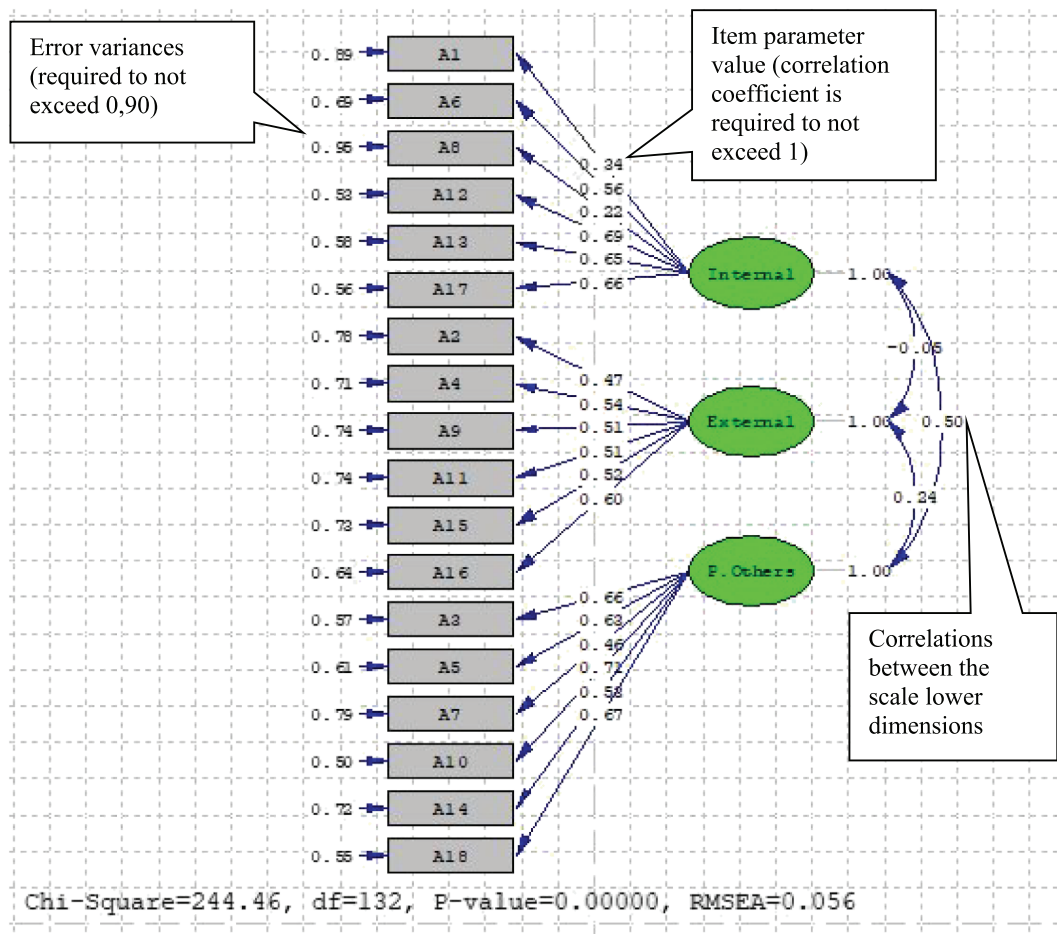 Error variances
(required to not
exceed 0,90)
Item parameter
value (correlation
coefficient is
required to not
exceed 1)
0.89 A1
0.69 A6
0.95 A8
0.53 A12
0.58 A13
0.56 A17
0.78 A2
0.71 A4
0.74 A9
0.74 A11
0.73 A15
0.64 A16
0.57 A3
0.61 A5
0.79 A7
0.50 A10
0.72 A14
0.55 A18
0.34
0.56
0.22
0.69
0.65
0.66
0.47
0.54
0.51
0.51
0.52
0.60
0.66
0.63
0.46
0.71
0.53
0.67
Internal 1.00
-0.05
External 1.00 0.50
0.24
P.Others 1.00
Correlations
between the
scale lower
dimensions
Chi-Square=244.46, df=132, P-value=0.00000, RMSEA=0.056